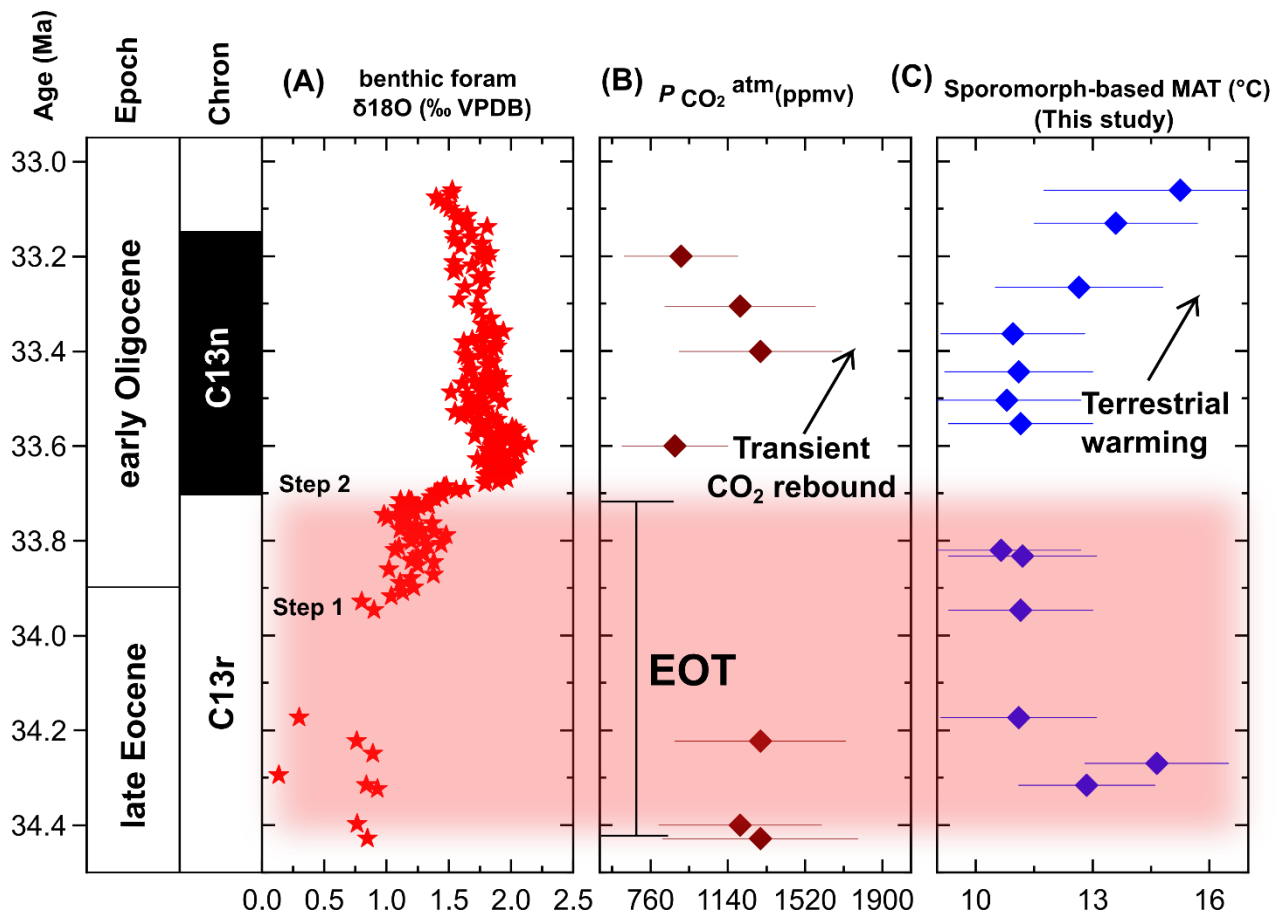 Age (Ma)
Epoch
Chron
(A)
benthic foram
δ18O (‰ VPDB)
(B)
P CO2 atm(ppmv)
(C)
Sporomorph-based MAT (°C)
(This study)
33.0
33.2
33.4
33.6
33.8
34.0
34.2
34.4
early Oligocene
late Eocene
C13n
C13r
Step 2
Step 1
Transient
CO2 rebound
EOT
Terrestrial
warming
0.0 0.5 1.0 1.5 2.0 2.5
760 1140 1520 1900
10 13 16